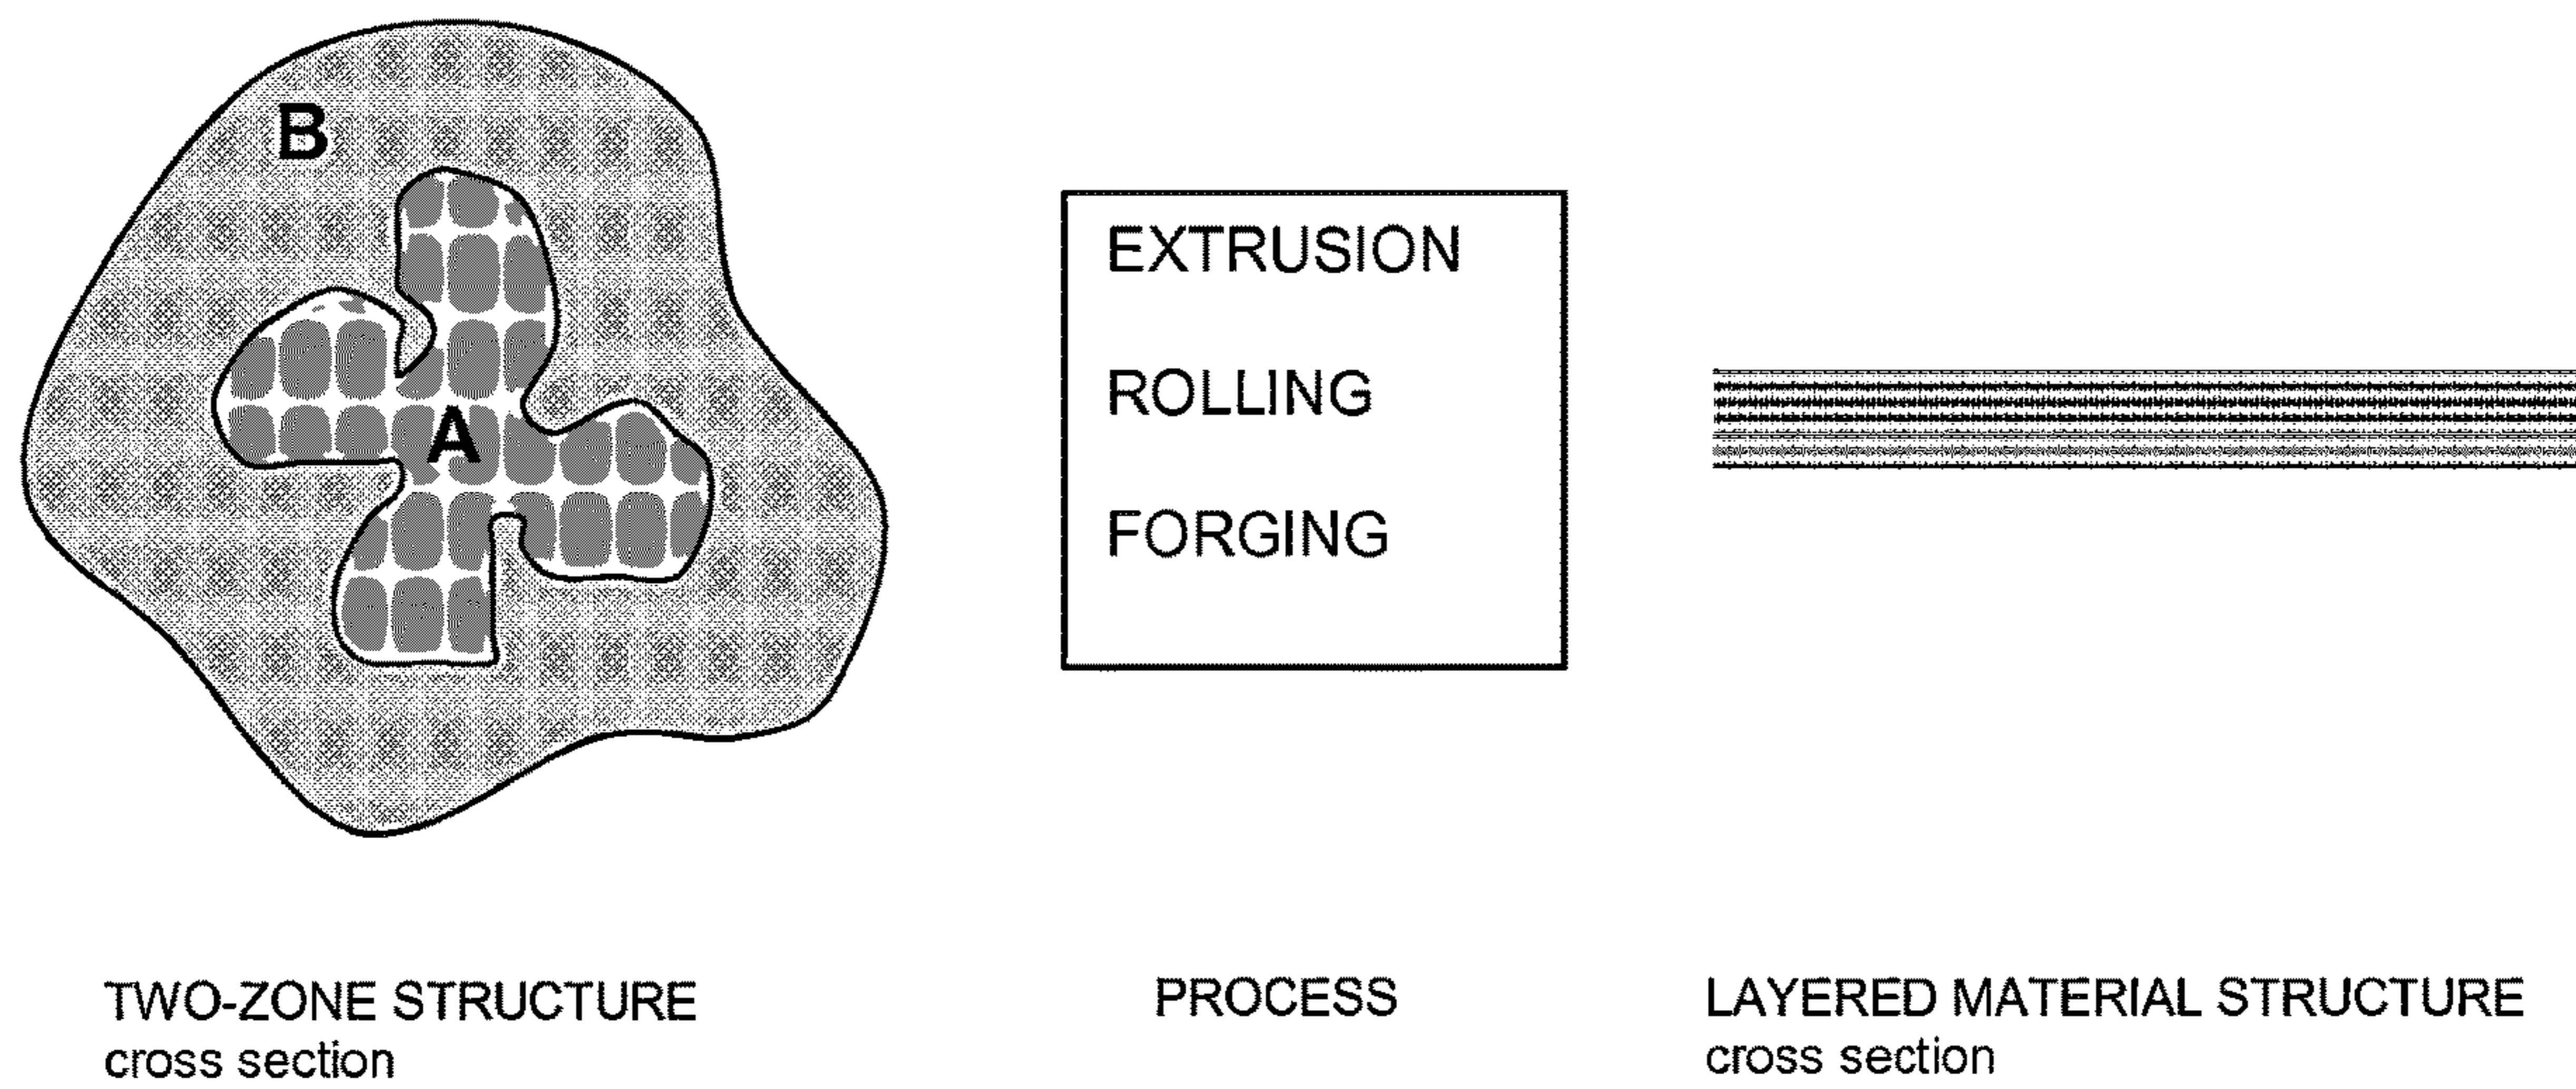 B
A
EXTRUSION
ROLLING
FORGING
TWO-ZONE STRUCTURE
cross section
PROCESS
LAYERED MATERIAL STRUCTURE
cross section